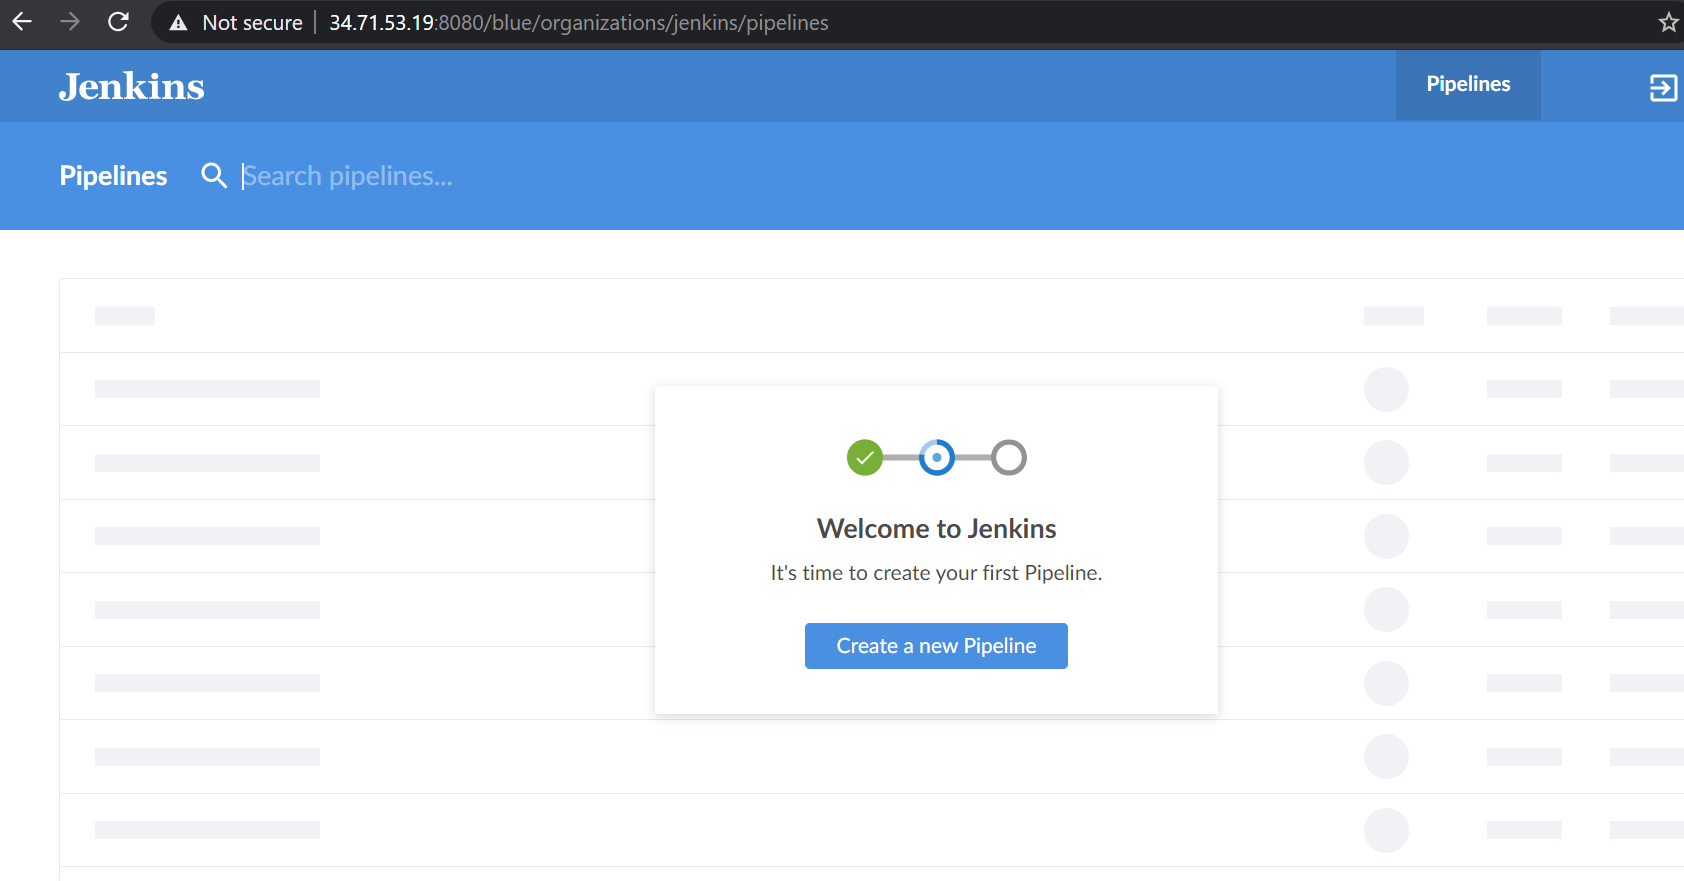 Not secure | 34.71.53.19:8080/blue/organizations/jenkins/pipelines
Jenkins
Pipelines
Pipelines
Search pipelines...
Welcome to Jenkins
It's time to create your first Pipeline.
Create a new Pipeline